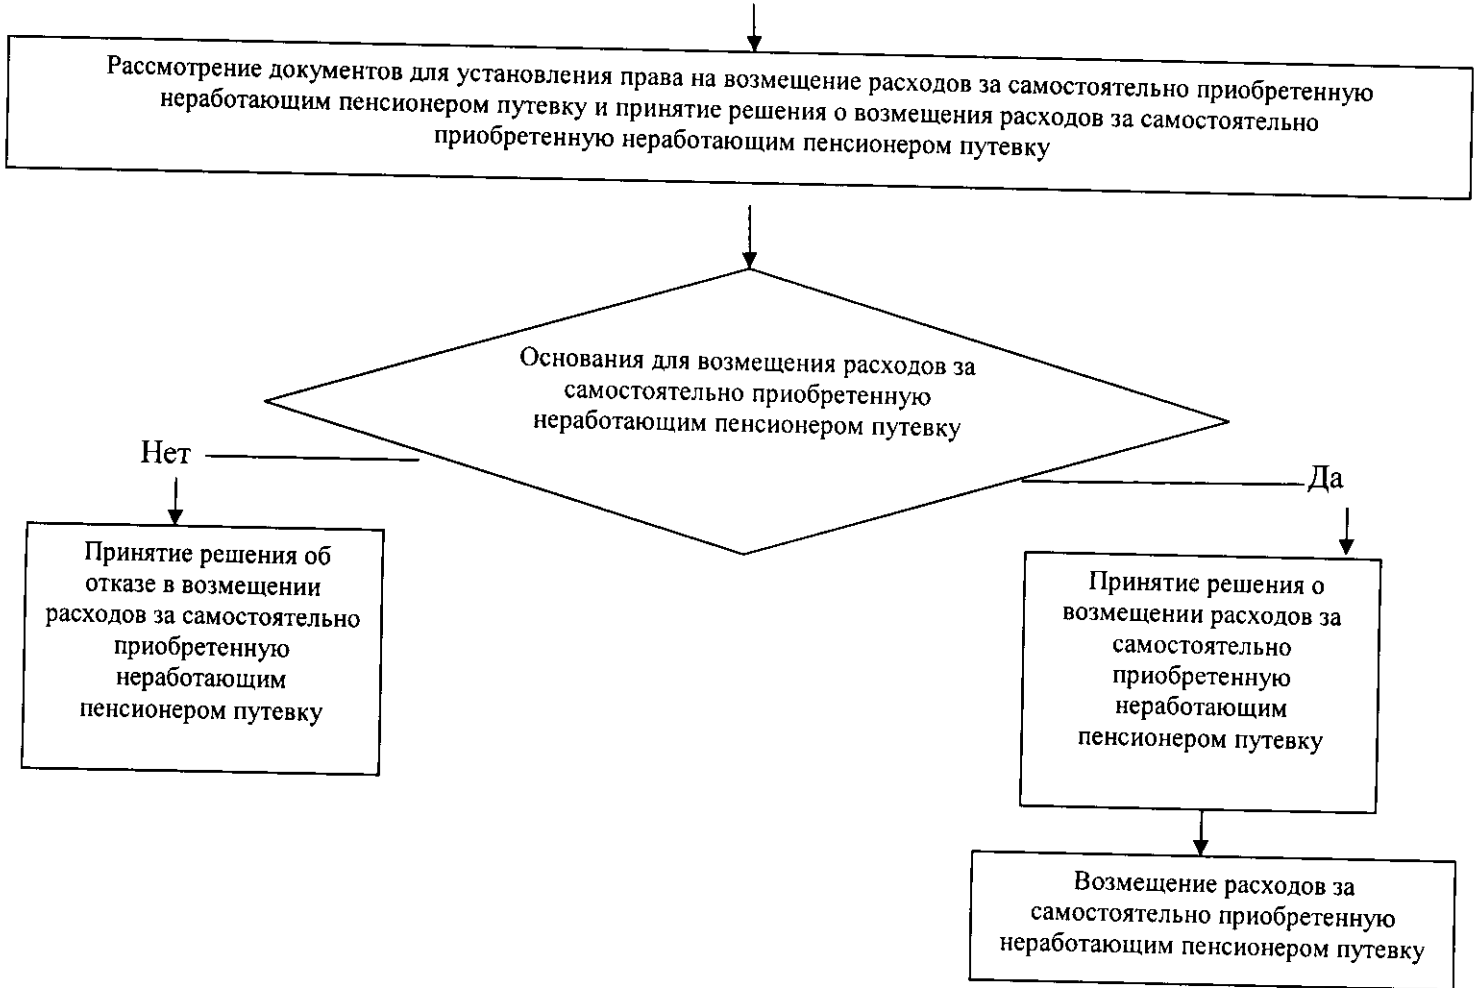 Рассмотрение документов для установления права на возмещение расходов за самостоятельно приобретенную
неработающим пенсионером путевку и принятие решения о возмещения расходов за самостоятельно
приобретенную неработающим пенсионером путевку
Основания для возмещения расходов за
самостоятельно приобретенную
неработающим пенсионером путевку
Нет
Да
Принятие решения об
отказе в возмещении
расходов за самостоятельно
приобретенную
неработающим
пенсионером путевку
Принятие решения о
возмещении расходов за
самостоятельно
приобретенную
неработающим
пенсионером путевку
Возмещение расходов за
самостоятельно приобретенную
неработающим пенсионером путевку